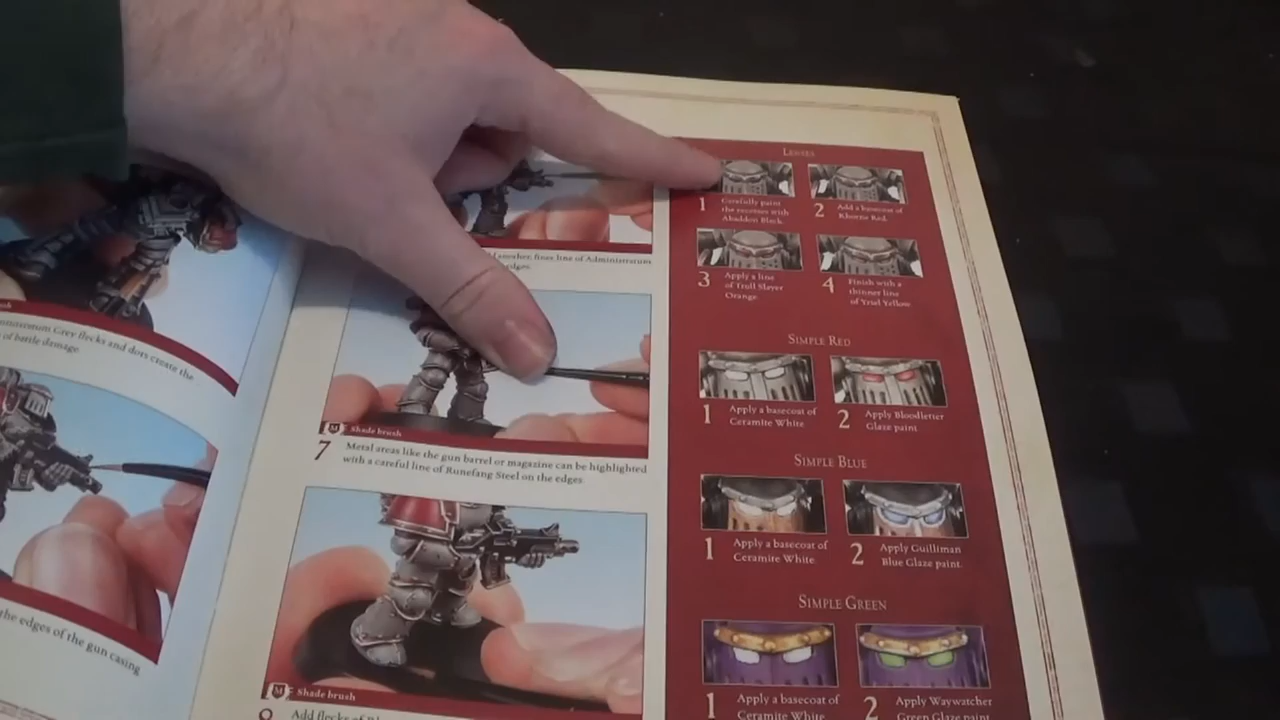 Grey flecks and dots create the
of battle damage.
the edges of the gun casing
line of Administratum
edges.
Shade brush
7 Metal areas like the gun barrel or magazine can be highlighted
with a careful line of Runefang Steel on the edges
Shade brush
Add flecks of
LENSES
1 Carefully paint
the recesses with
Abaddon Black.
2 Add a basecoat of
Khorne Red.
3 Apply a line
of Troll Slayer
Orange.
4 Finish with a
thinner line
of Yriel Yellow
SIMPLE RED
1 Apply a basecoat of
Ceramite White
2 Apply Bloodletter
Glaze paint.
SIMPLE BLUE
1 Apply a basecoat of
Ceramite White
2 Apply Guilliman
Blue Glaze paint.
SIMPLE GREEN
1 Apply a basecoat of
Ceramite White
2 Apply Waywatcher
Green Glaze paint